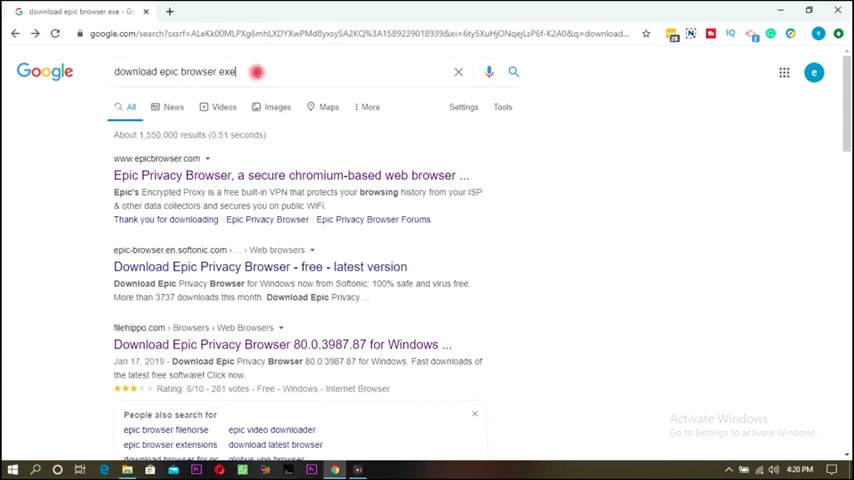 download epic browser exe -
google.com/search?sxsrf=ALeKk00MLPXg6mhLXDYXwPMd8yxsySA2KQ%3A1589239018939&ei=6ty5XuHjONqejLsP6f-K2A0&q=download...
Google
download epic browser exe
All News Videos Images Maps More Settings Tools
About 1,550,000 results (0.51 seconds)
www.epicbrowser.com
Epic Privacy Browser, a secure chromium-based web browser ...
Epic's Encrypted Proxy is a free built-in VPN that protects your browsing history from your ISP
& other data collectors and secures you on public WiFi.
Thank you for downloading · Epic Privacy Browser · Epic Privacy Browser Forums
epic-browser.en.softonic.com › ... › Web browsers
Download Epic Privacy Browser - free - latest version
Download Epic Privacy Browser for Windows now from Softonic: 100% safe and virus free.
More than 3737 downloads this month. Download Epic Privacy ...
filehippo.com › Browsers › Web Browsers
Download Epic Privacy Browser 80.0.3987.87 for Windows ...
Jan 17, 2019 - Download Epic Privacy Browser 80.0.3987.87 for Windows. Fast downloads of
the latest free software! Click now.
Rating: 6/10 - 281 votes - Free - Windows - Internet Browser
People also search for
epic browser filehorse epic video downloader
epic browser extensions download latest browser
Activate Windows
Go to Settings to activate Windows.
4:20 PM